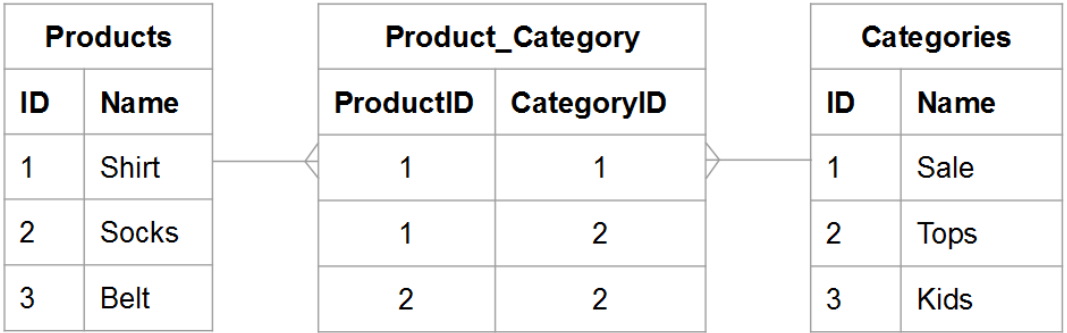 Products
ID Name
1 Shirt
2 Socks
3 Belt
Product_Category
ProductID CategoryID
1 1
1 2
2 2
Categories
ID Name
1 Sale
2 Tops
3 Kids